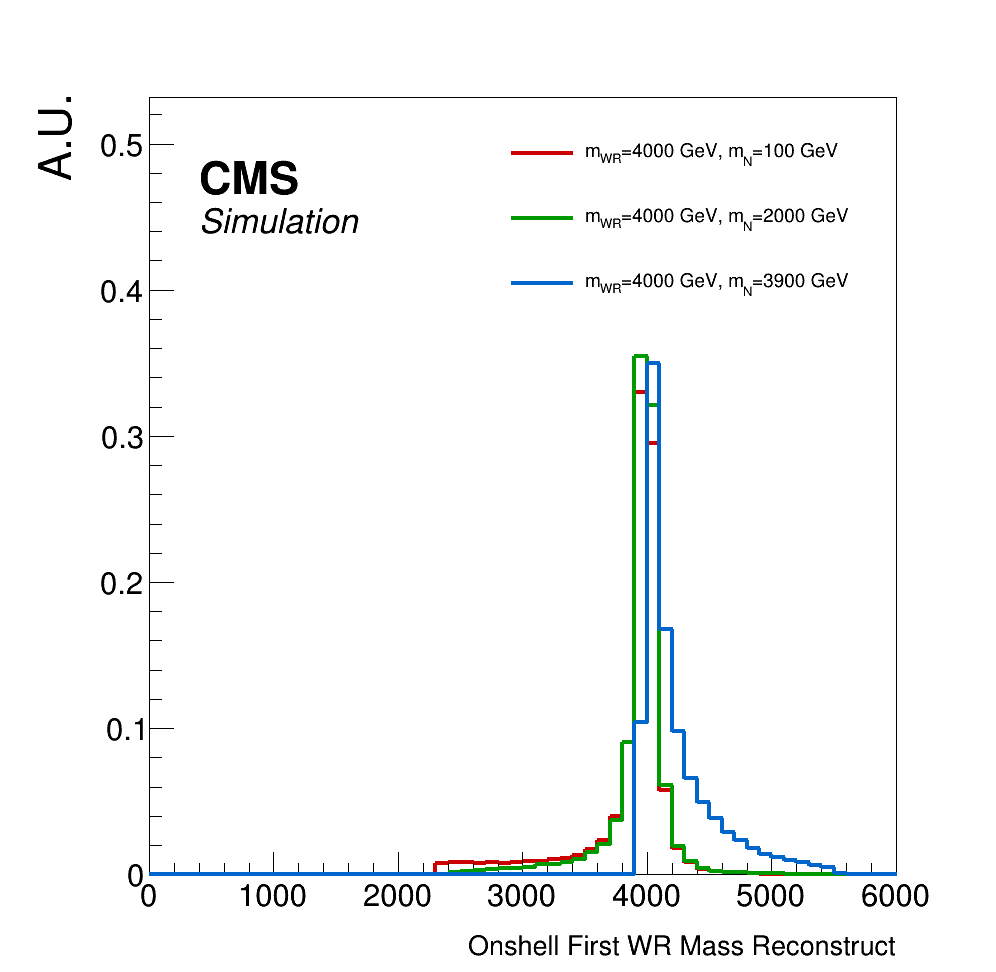 A.U.
CMS
Simulation
m_WR=4000 GeV, m_N=100 GeV
m_WR=4000 GeV, m_N=2000 GeV
m_WR=4000 GeV, m_N=3900 GeV
0.5
0.4
0.3
0.2
0.1
0
0 1000 2000 3000 4000 5000 6000
Onshell First WR Mass Reconstruct